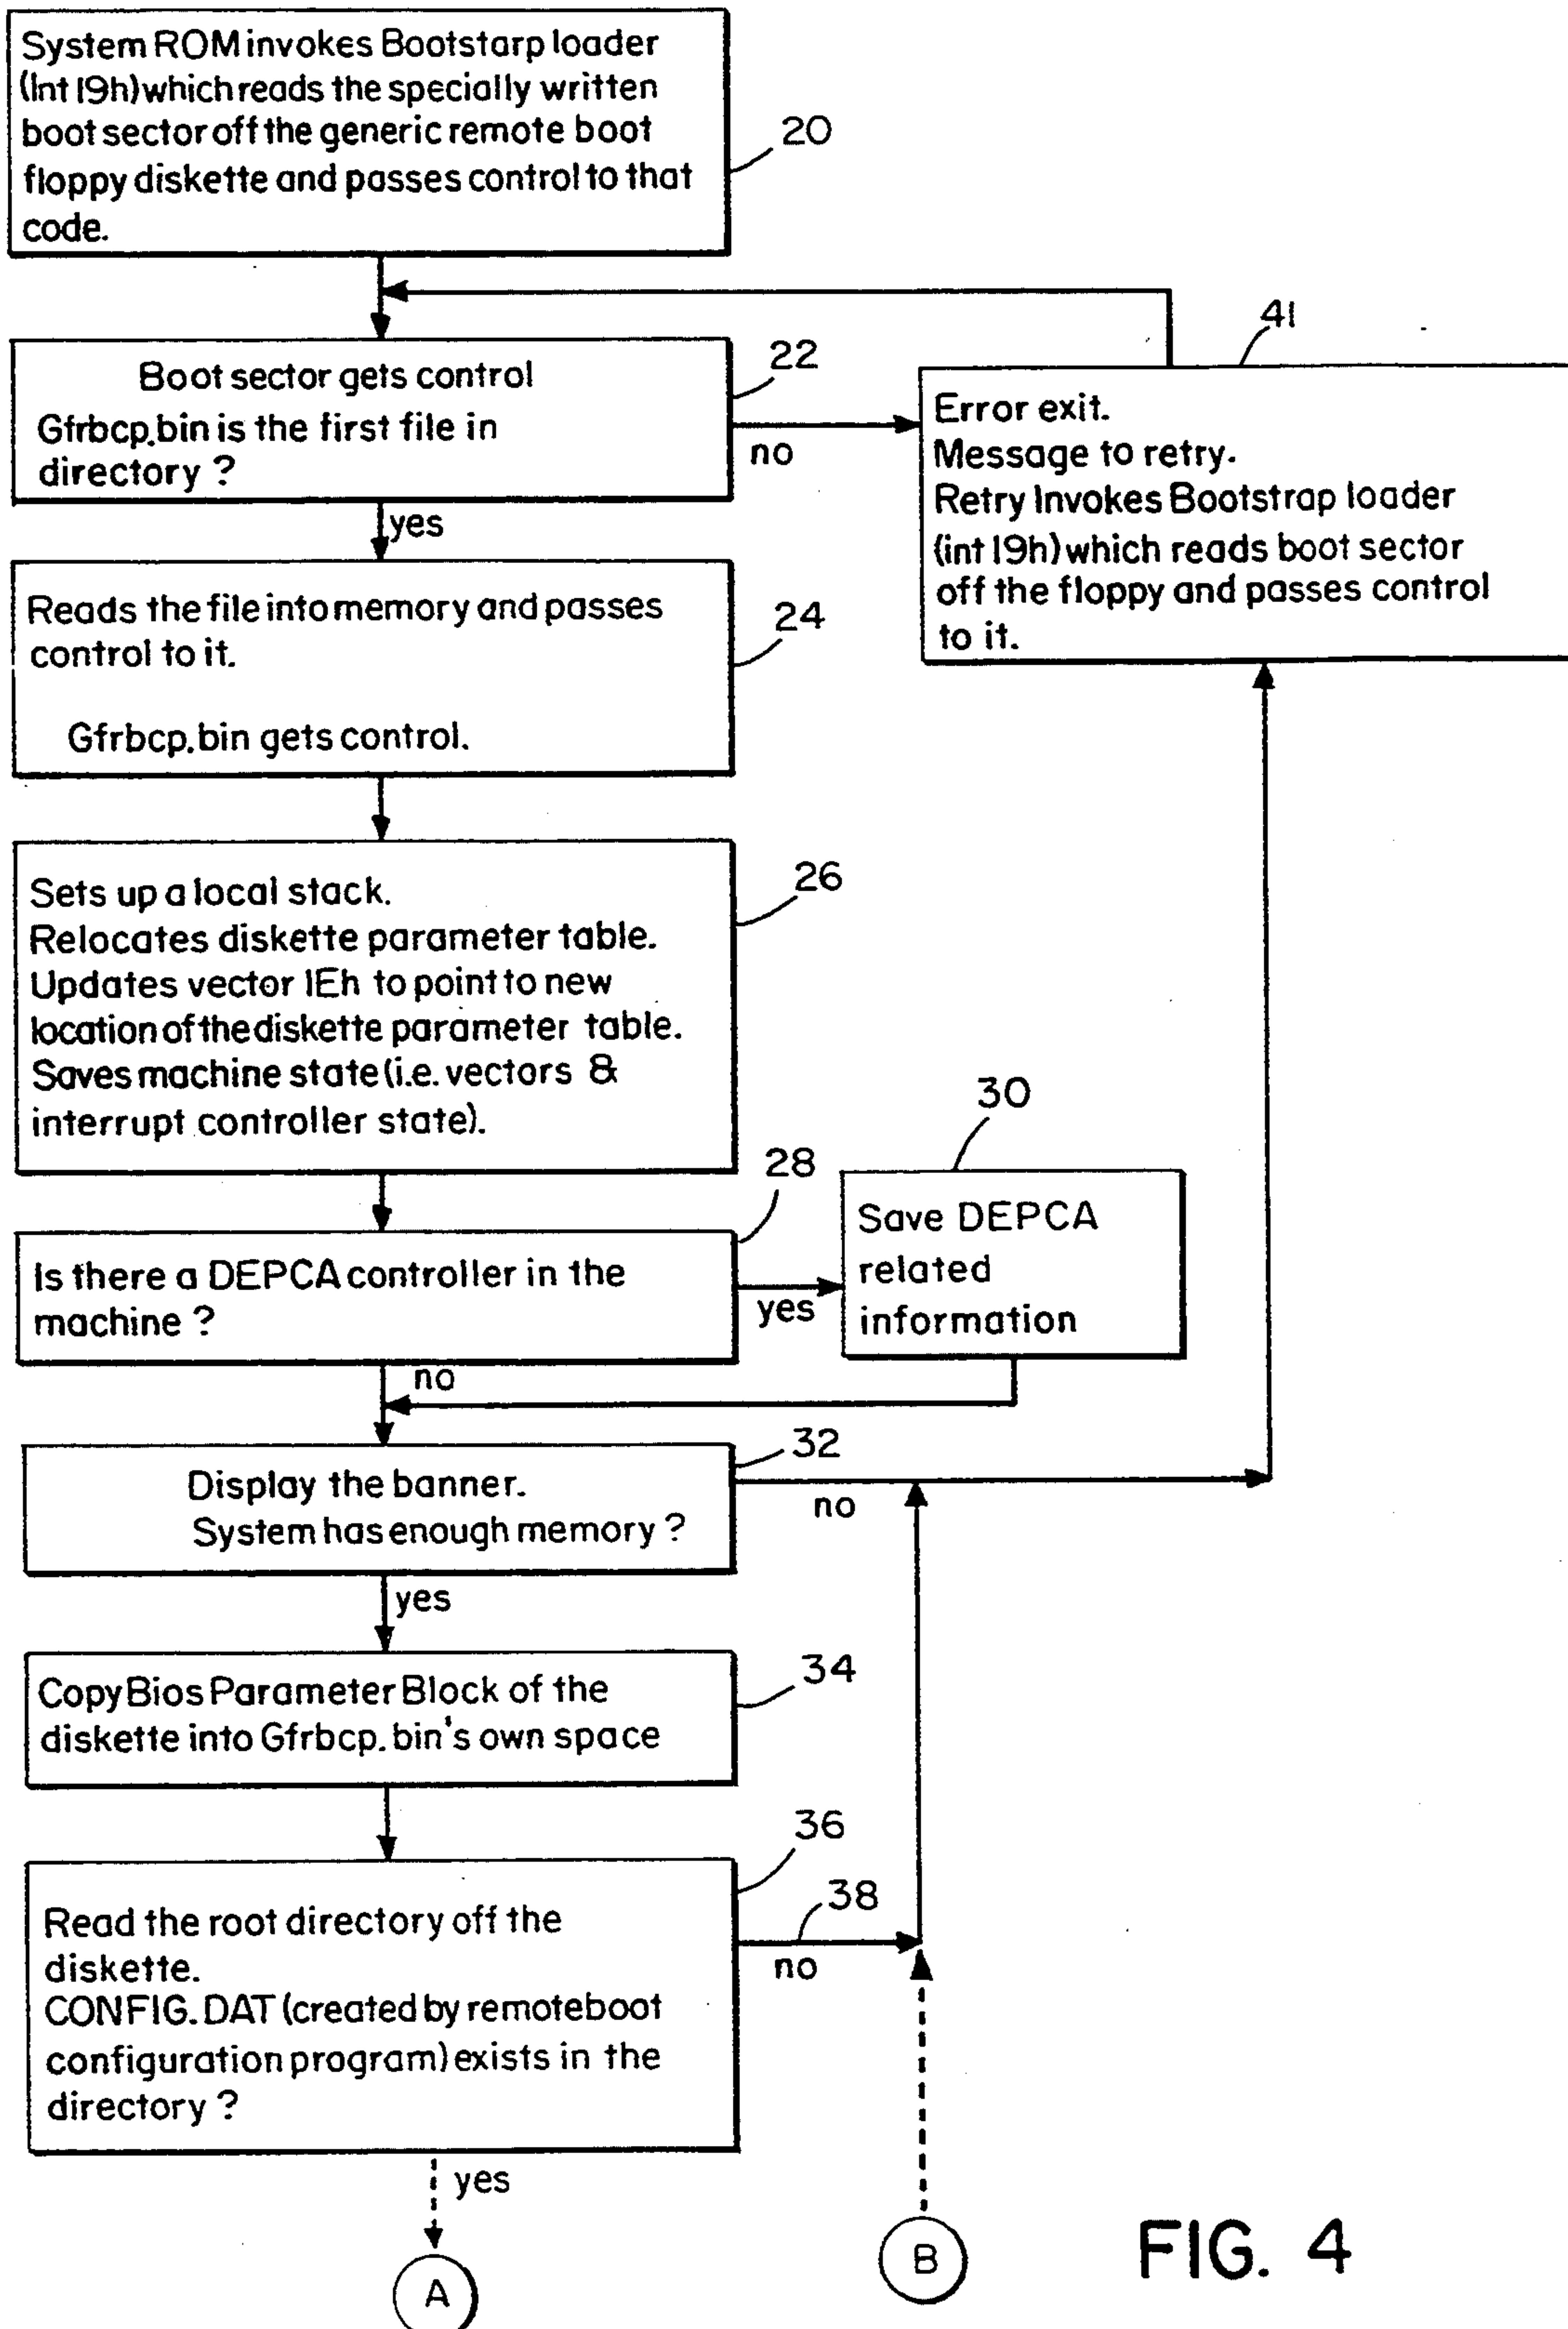 System ROM invokes Bootstarp loader
(Int 19h) which reads the specially written
boot sector off the generic remote boot
floppy diskette and passes control to that
code.
20
Boot sector gets control
Gfrbcp.bin is the first file in
directory ?
22
no
yes
41
Error exit.
Message to retry.
Retry Invokes Bootstrap loader
(int 19h) which reads boot sector
off the floppy and passes control
to it.
Reads the file into memory and passes
control to it.
Gfrbcp.bin gets control.
24
Sets up a local stack.
Relocates diskette parameter table.
Updates vector 1Eh to point to new
location of the diskette parameter table.
Saves machine state (i.e. vectors &
interrupt controller state).
26
Is there a DEPCA controller in the
machine ?
28
yes
no
30
Save DEPCA
related
information
Display the banner.
System has enough memory ?
32
no
yes
Copy Bios Parameter Block of the
diskette into Gfrbcp.bin's own space
34
Read the root directory off the
diskette.
CONFIG.DAT (created by remoteboot
configuration program) exists in the
directory ?
36
38
no
yes
A
B
FIG. 4